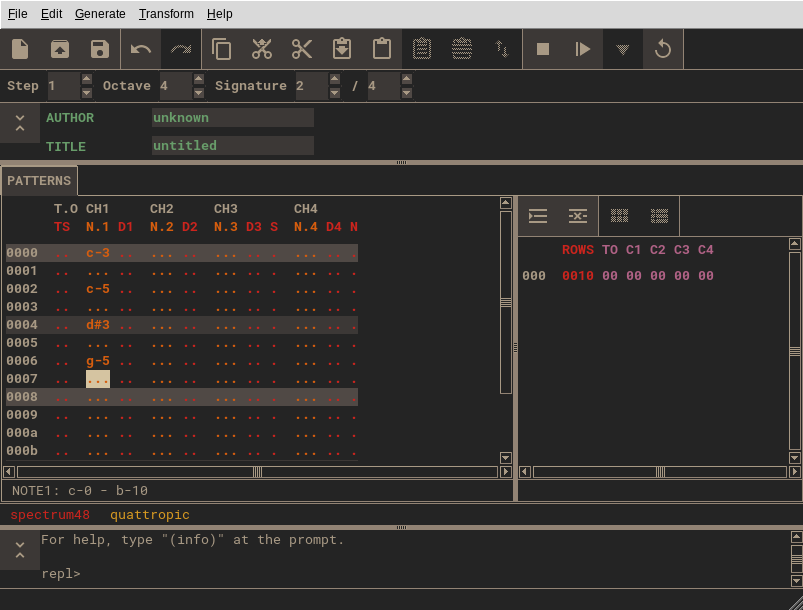 File Edit Generate Transform Help
Step 1 Octave 4 Signature 2 / 4
AUTHOR unknown
TITLE untitled
PATTERNS
T.O CH1 CH2 CH3 CH4
TS N.1 D1 N.2 D2 N.3 D3 S N.4 D4 N
0000 .. c-3 .. ... .. ... .. . ... .. .
0001 .. ... .. ... .. ... .. . ... .. .
0002 .. c-5 .. ... .. ... .. . ... .. .
0003 .. ... .. ... .. ... .. . ... .. .
0004 .. d#3 .. ... .. ... .. . ... .. .
0005 .. ... .. ... .. ... .. . ... .. .
0006 .. g-5 .. ... .. ... .. . ... .. .
0007 .. ... .. ... .. ... .. . ... .. .
0008 .. ... .. ... .. ... .. . ... .. .
0009 .. ... .. ... .. ... .. . ... .. .
000a .. ... .. ... .. ... .. . ... .. .
000b .. ... .. ... .. ... .. . ... .. .
ROWS TO C1 C2 C3 C4
000 0010 00 00 00 00 00
NOTE1: c-0 - b-10
spectrum48 quattropic
For help, type "(info)" at the prompt.
repl>